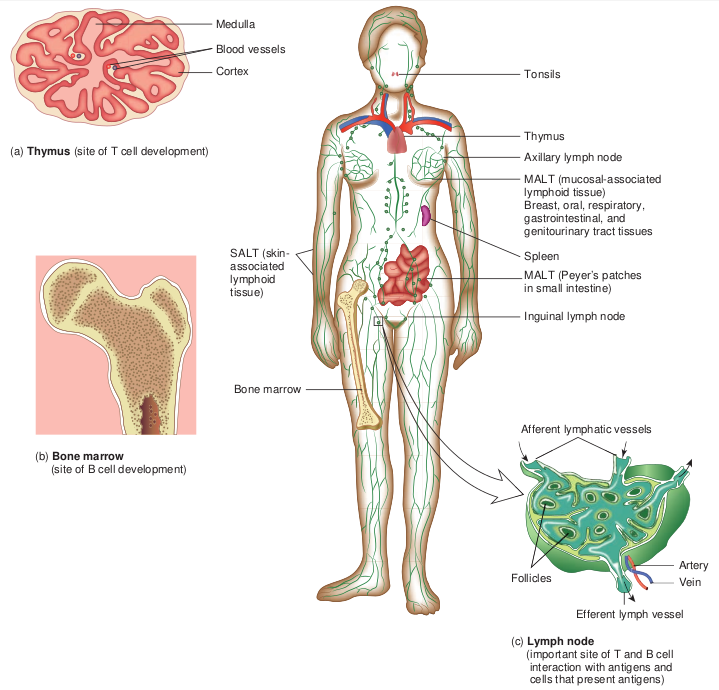 Medulla
Blood vessels
Cortex
(a) Thymus (site of T cell development)
Tonsils
Thymus
Axillary lymph node
MALT (mucosal-associated
lymphoid tissue)
Breast, oral, respiratory,
gastrointestinal, and
genitourinary tract tissues
Spleen
MALT (Peyer's patches
in small intestine)
Inguinal lymph node
SALT (skin-
associated
lymphoid
tissue)
Bone marrow
(b) Bone marrow
(site of B cell development)
Afferent lymphatic vessels
Follicles
Artery
Vein
Efferent lymph vessel
(c) Lymph node
(important site of T and B cell
interaction with antigens and
cells that present antigens)